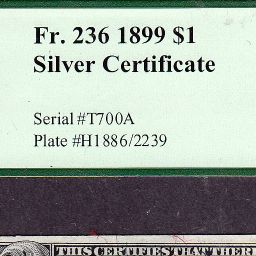 Fr. 236 1899 $1
Silver Certificate
Serial #T700A
Plate #H1886/2239
THIS CERTIFIES THAT THERE